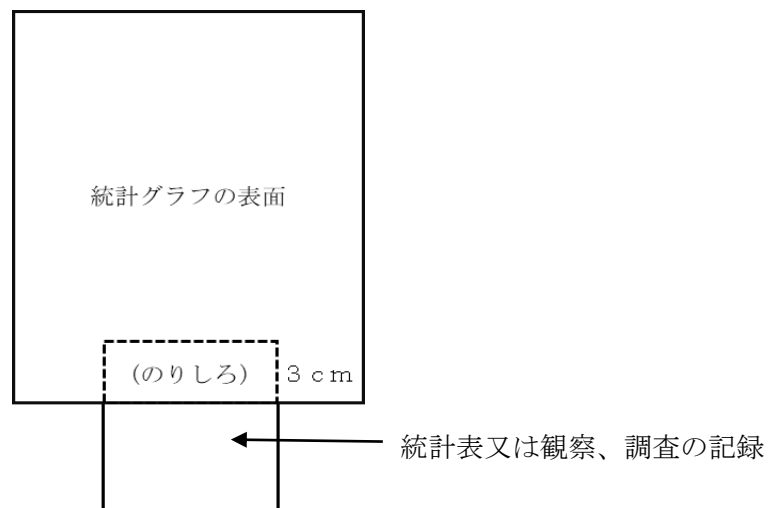 統計グラフの表面
（のりしろ）
３ｃｍ
統計表又は観察、調査の記録